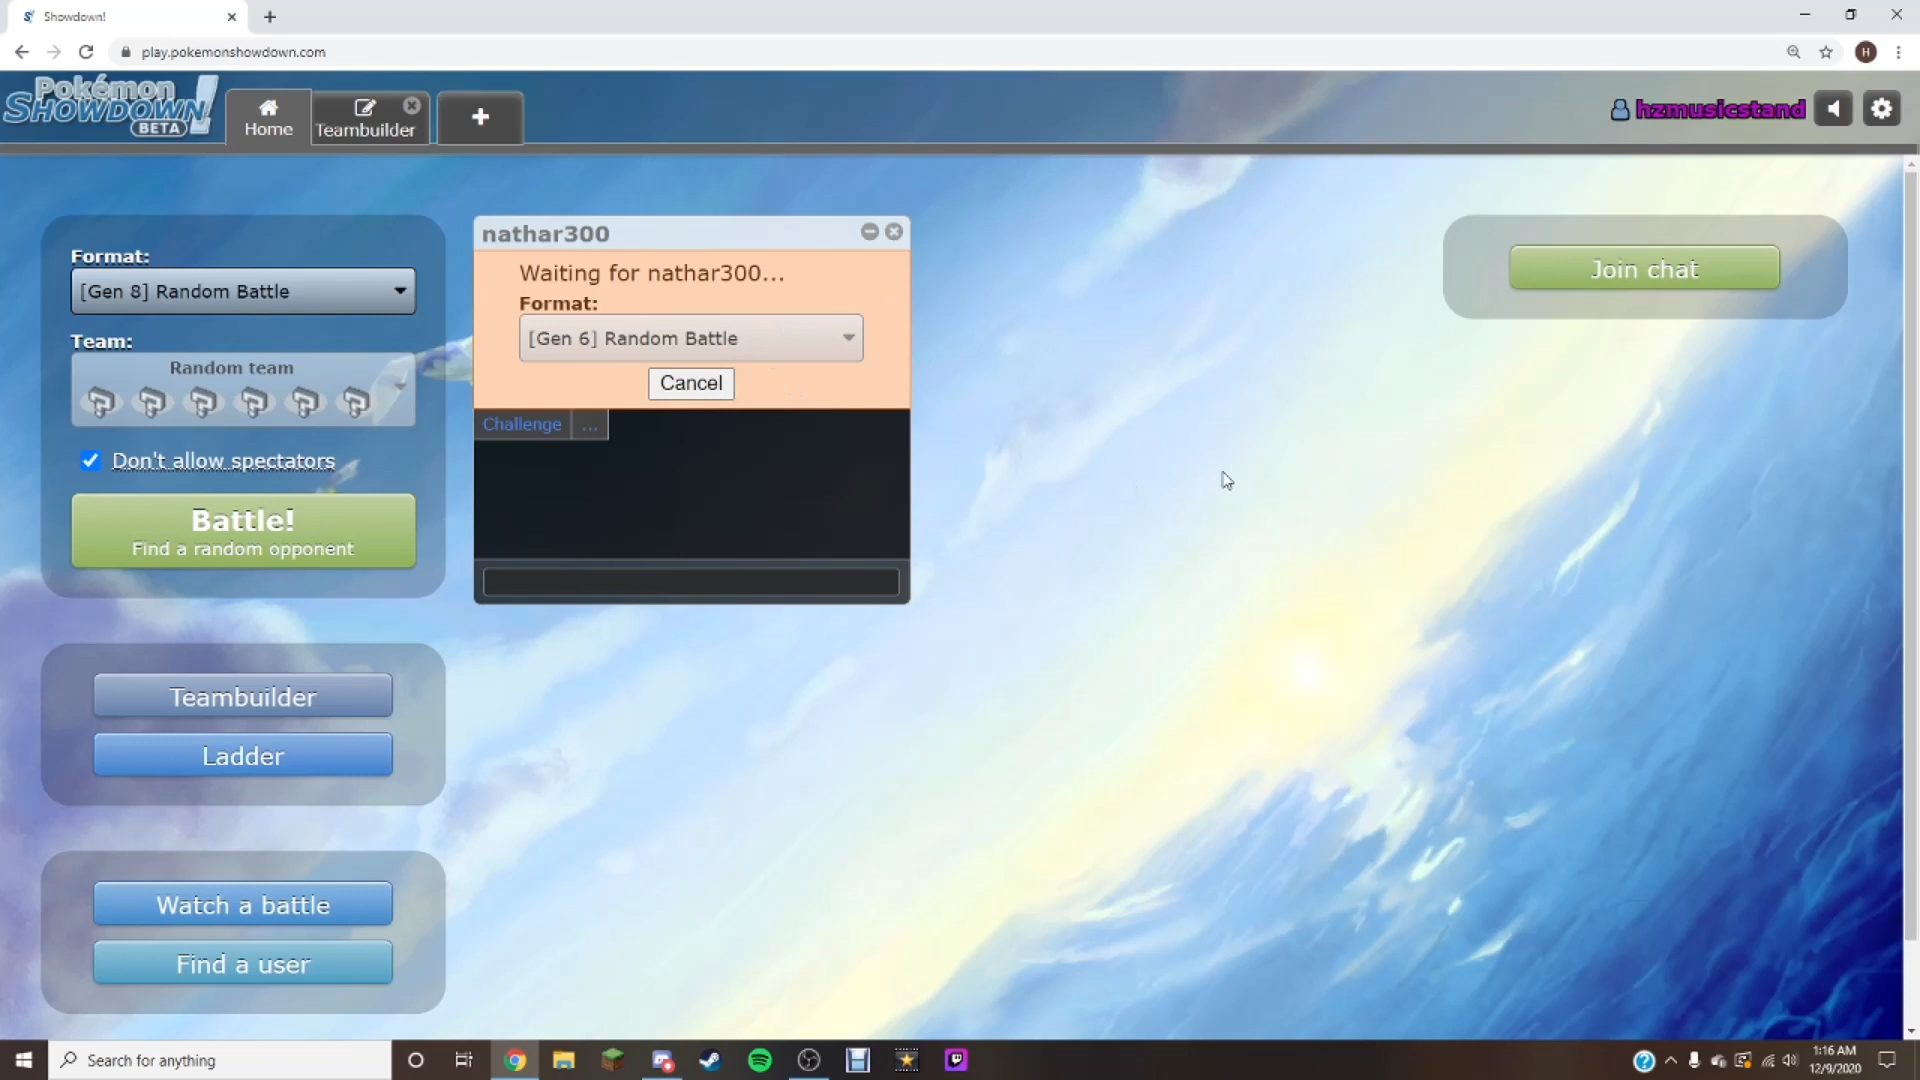 Showdown!
play.pokemonshowdown.com
H
Pokémon
SHOWDOWN!
BETA
Home
Teambuilder
+
hzmusicstand
Format:
[Gen 8] Random Battle
Team:
Random team
Don't allow spectators
Battle!
Find a random opponent
Teambuilder
Ladder
Watch a battle
Find a user
nathar300
Waiting for nathar300...
Format:
[Gen 6] Random Battle
Cancel
Challenge ...
Join chat
Search for anything
1:16 AM
12/9/2020